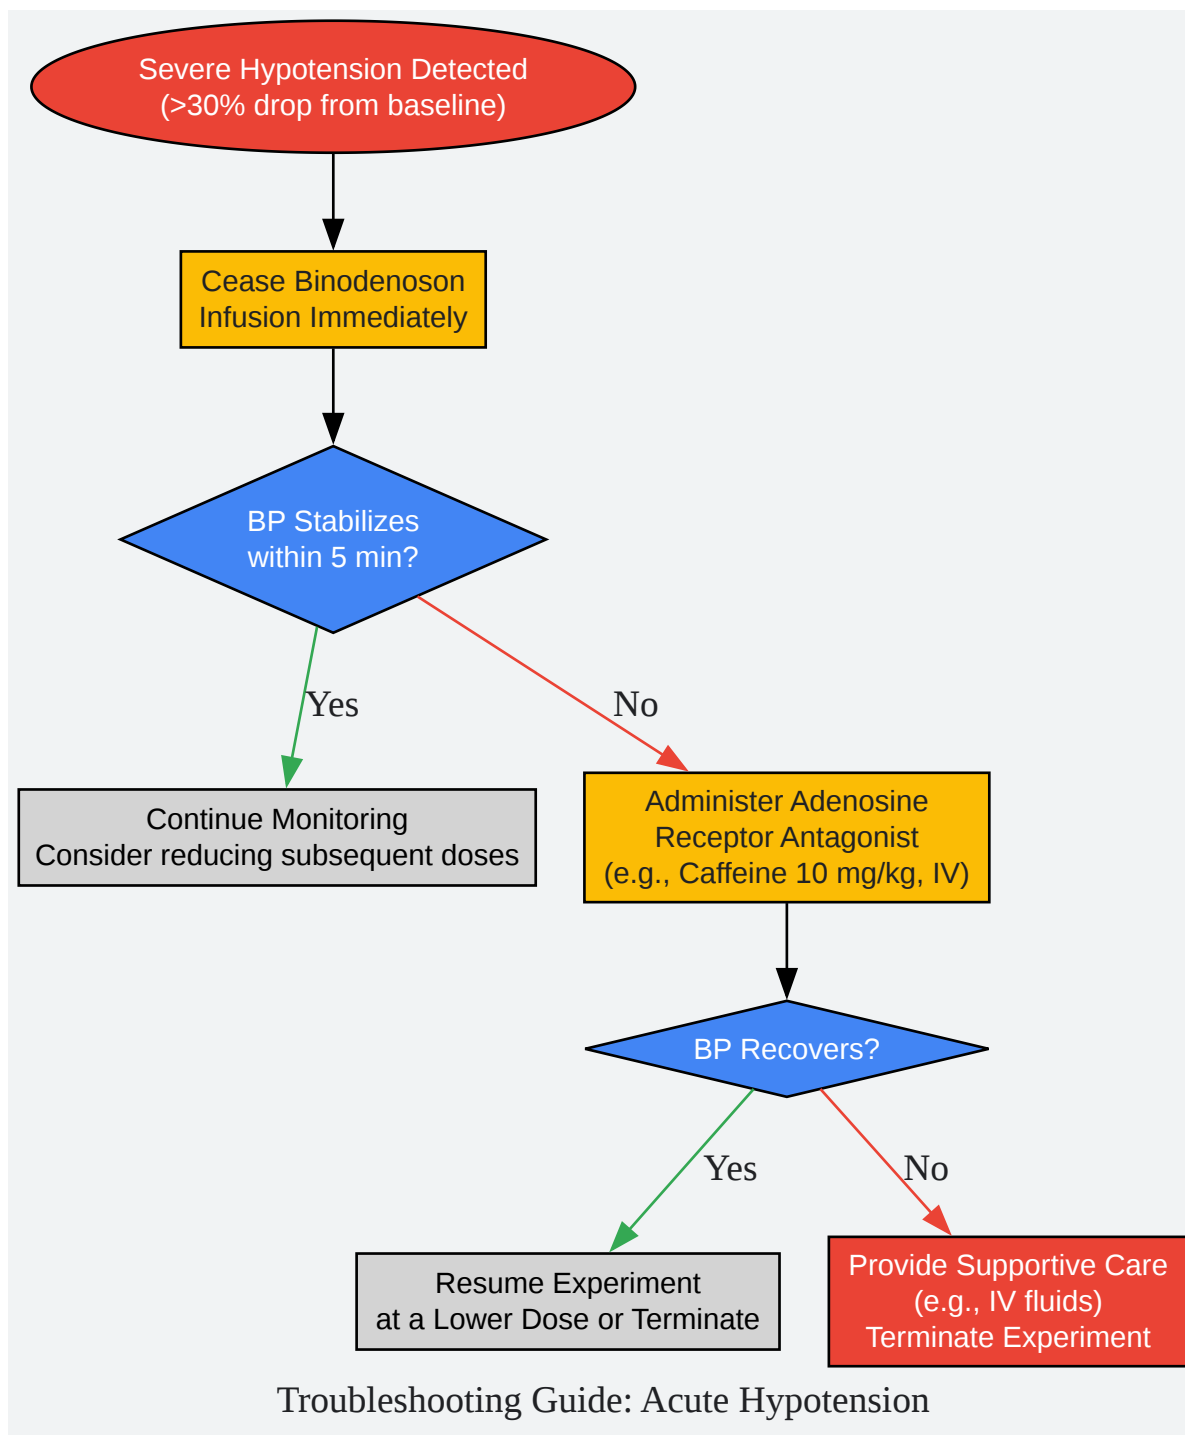 Severe Hypotension Detected
(>30% drop from baseline)
Cease Binodenoson
Infusion Immediately
BP Stabilizes
within 5 min?
Yes
No
Continue Monitoring
Consider reducing subsequent doses
Administer Adenosine
Receptor Antagonist
(e.g., Caffeine 10 mg/kg, IV)
BP Recovers?
Yes
No
Resume Experiment
at a Lower Dose or Terminate
Provide Supportive Care
(e.g., IV fluids)
Terminate Experiment
Troubleshooting Guide: Acute Hypotension